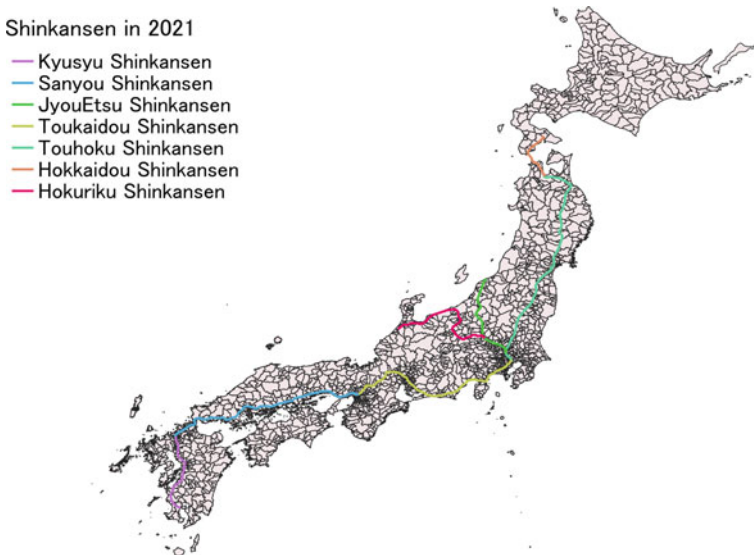 Shinkansen in 2021
Kyusyu Shinkansen
Sanyou Shinkansen
JyouEtsu Shinkansen
Toukaidou Shinkansen
Touhoku Shinkansen
Hokkaidou Shinkansen
Hokuriku Shinkansen